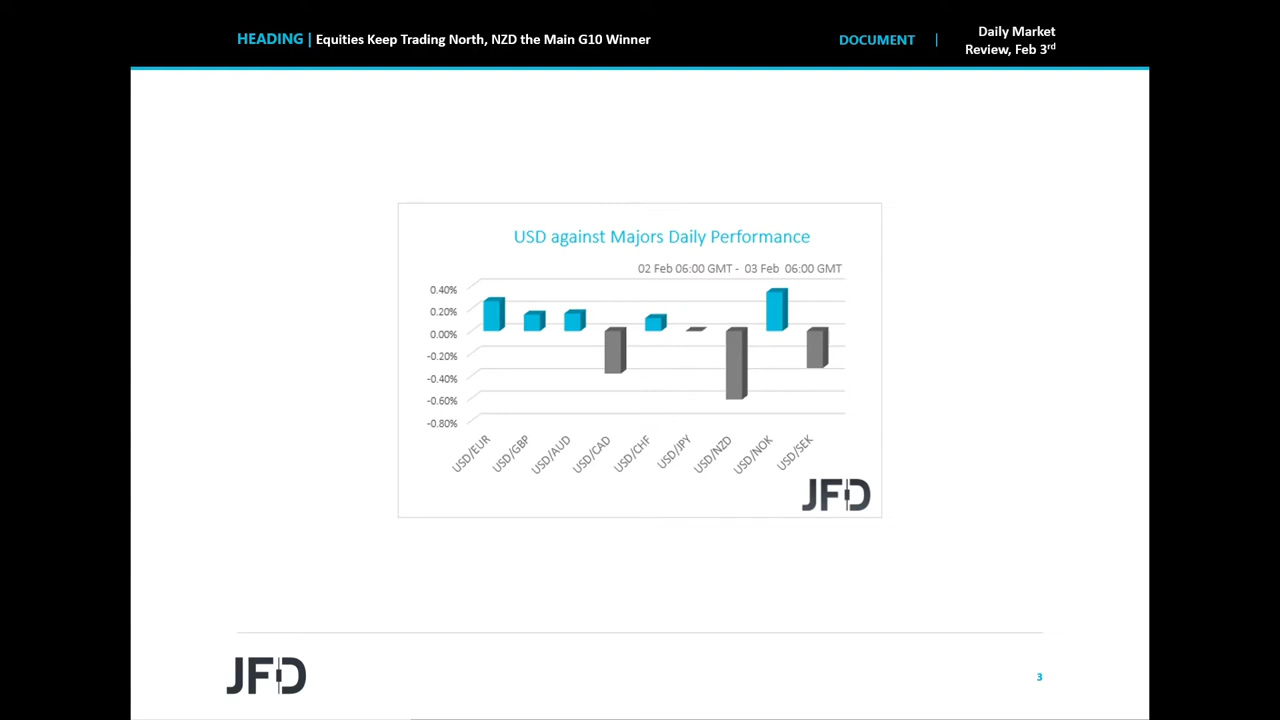 HEADING | Equities Keep Trading North, NZD the Main G10 Winner
DOCUMENT |
Daily Market
Review, Feb 3rd
USD against Majors Daily Performance
02 Feb 06:00 GMT - 03 Feb 06:00 GMT
0.40%
0.20%
0.00%
-0.20%
-0.40%
-0.60%
-0.80%
USD/EUR
USD/GBP
USD/AUD
USD/CAD
USD/CHF
USD/JPY
USD/NZD
USD/NOK
USD/SEK
JFD
JFD
3